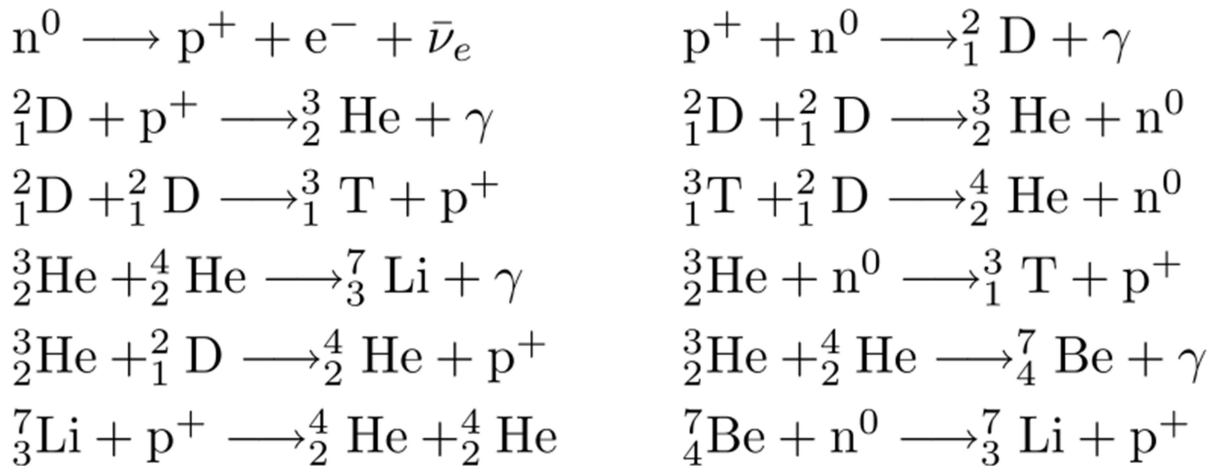 n⁰ ⟶ p⁺ + e⁻ + ν̄ₑ
p⁺ + n⁰ ⟶ ²₁D + γ
²₁D + p⁺ ⟶ ³₂He + γ
²₁D + ²₁D ⟶ ³₂He + n⁰
²₁D + ²₁D ⟶ ³₁T + p⁺
³₁T + ²₁D ⟶ ⁴₂He + n⁰
³₂He + ⁴₂He ⟶ ⁷₃Li + γ
³₂He + n⁰ ⟶ ³₁T + p⁺
³₂He + ²₁D ⟶ ⁴₂He + p⁺
³₂He + ⁴₂He ⟶ ⁷₄Be + γ
⁷₃Li + p⁺ ⟶ ⁴₂He + ⁴₂He
⁷₄Be + n⁰ ⟶ ⁷₃Li + p⁺